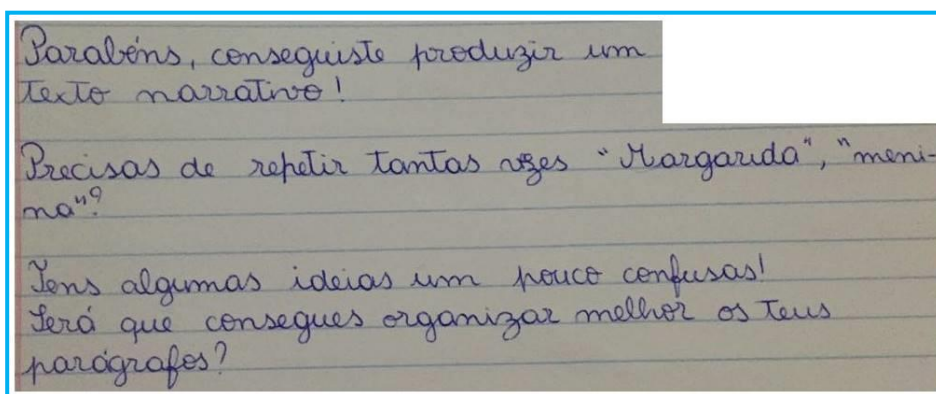 Parabéns, conseguiste produzir um
texto narrativo!
Precisas de repetir tantas vezes "Margarida", "meni-
na"?
Tens algumas ideias um pouco confusas!
Será que consegues organizar melhor os teus
parágrafos?